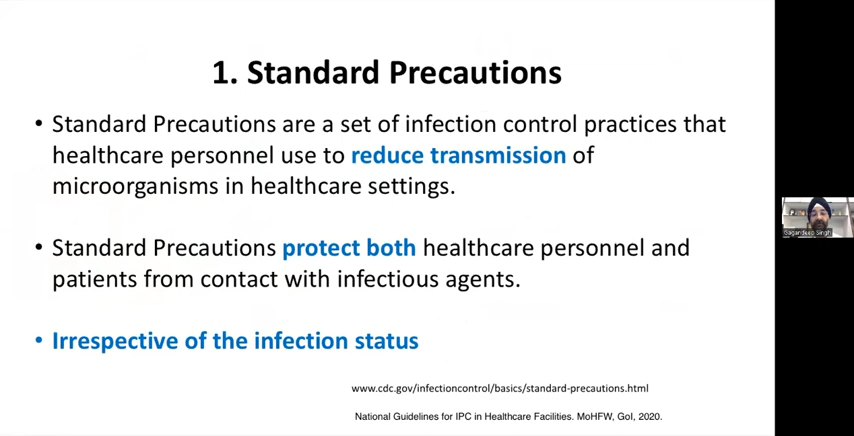 1. Standard Precautions
• Standard Precautions are a set of infection control practices that
healthcare personnel use to reduce transmission of
microorganisms in healthcare settings.
• Standard Precautions protect both healthcare personnel and
patients from contact with infectious agents.
• Irrespective of the infection status
www.cdc.gov/infectioncontrol/basics/standard-precautions.html
National Guidelines for IPC in Healthcare Facilities. MoHFW, GoI, 2020.
Gagandeep Singh